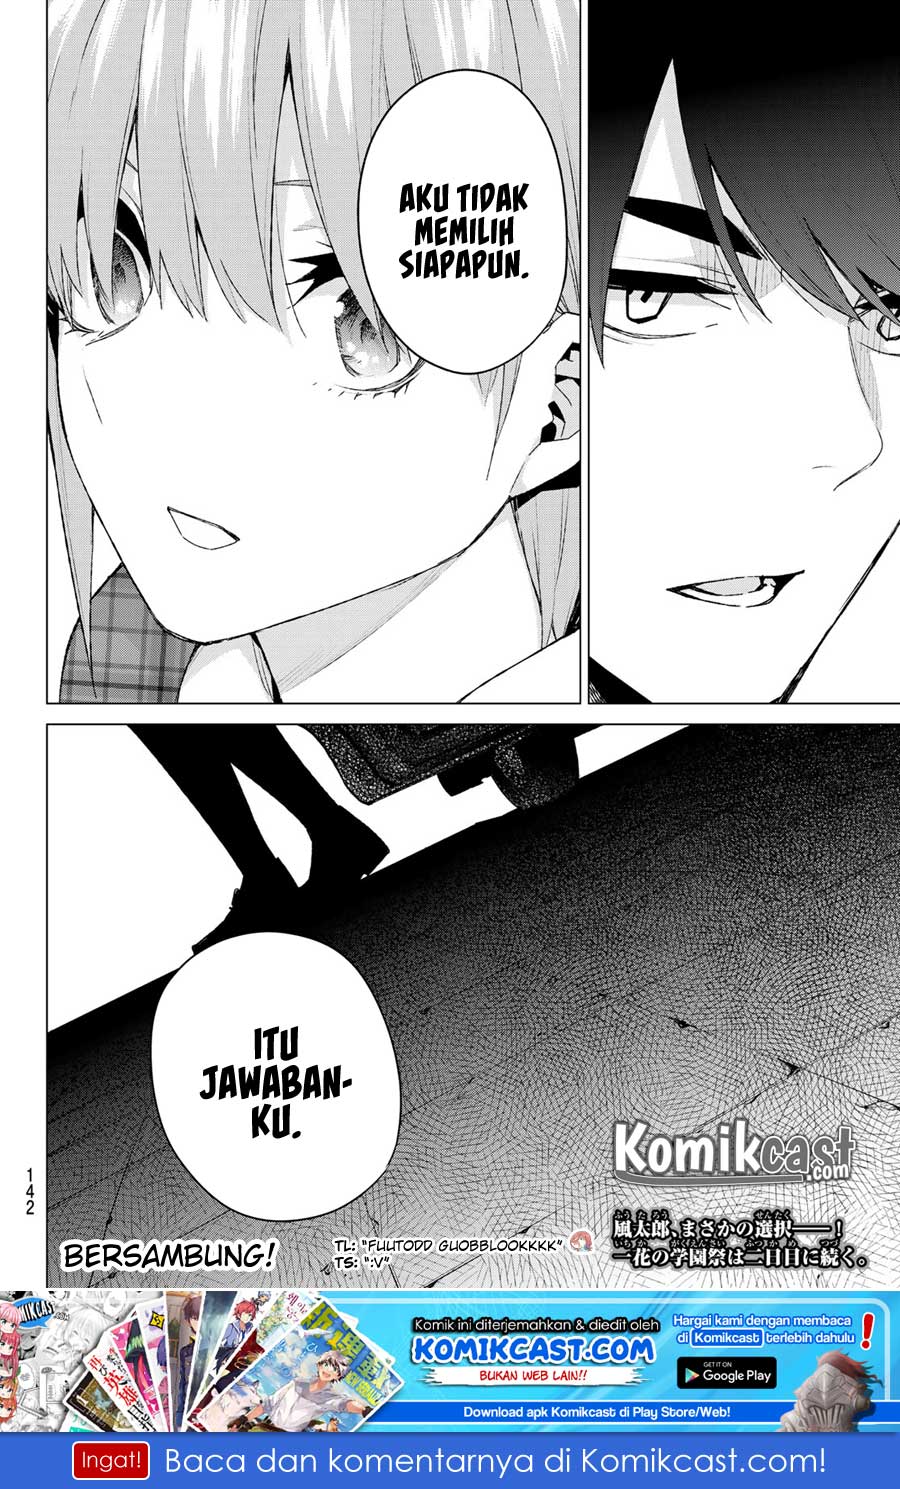 AKU TIDAK
MEMILIH
SIAPAPUN.
ITU
JAWABAN-
KU.
142
Komikcast
.com
風太郎、まさかの選択――！
一花の学園祭は二日目に続く。
BERSAMBUNG!
TL: "FUUTODD GUOBBLOOKKKK"
TS: ":V"
Komik ini diterjemahkan & diedit oleh
KOMIKCAST.COM
BUKAN WEB LAIN!!
Hargai kami dengan membaca
di Komikcast terlebih dahulu
!
GET IT ON
Google Play
Download apk Komikcast di Play Store/Web!
Ingat! Baca dan komentarnya di Komikcast.com!